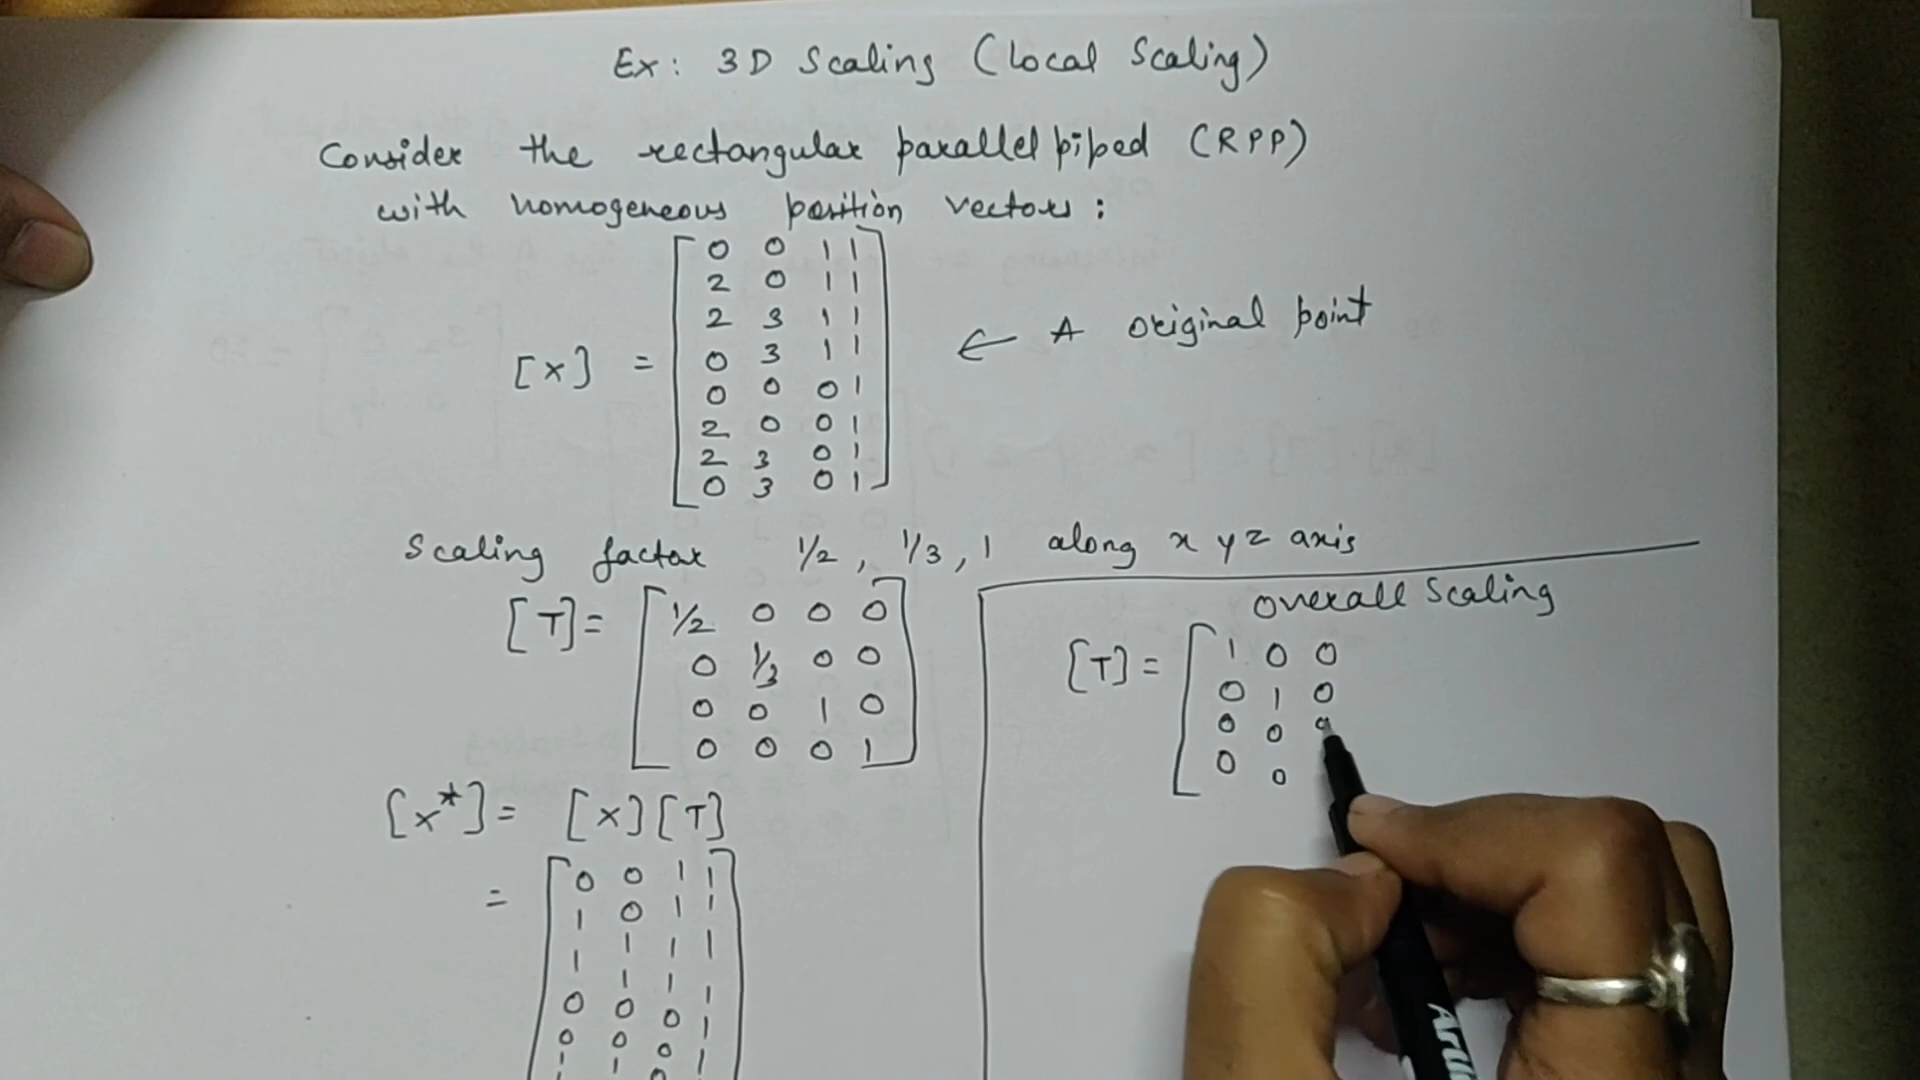 Ex: 3D Scaling (Local Scaling)
Consider the rectangular parallelpiped (RPP)
with homogeneous position vectors:
[X] = [0 0 1 1
2 0 1 1
2 3 1 1
0 3 1 1
0 0 0 1
2 0 0 1
2 3 0 1
0 3 0 1]
← A original point
Scaling factor 1/2, 1/3, 1 along x y z axis
[T] = [1/2 0 0 0
0 1/3 0 0
0 0 1 0
0 0 0 1]
[X*] = [X][T]
= [0 0 1 1
1 0 1 1
1 1 1 1
0 1 1 1
0 0 0 1
Overall Scaling
[T] = [1 0 0
0 1 0
0 0
0 0